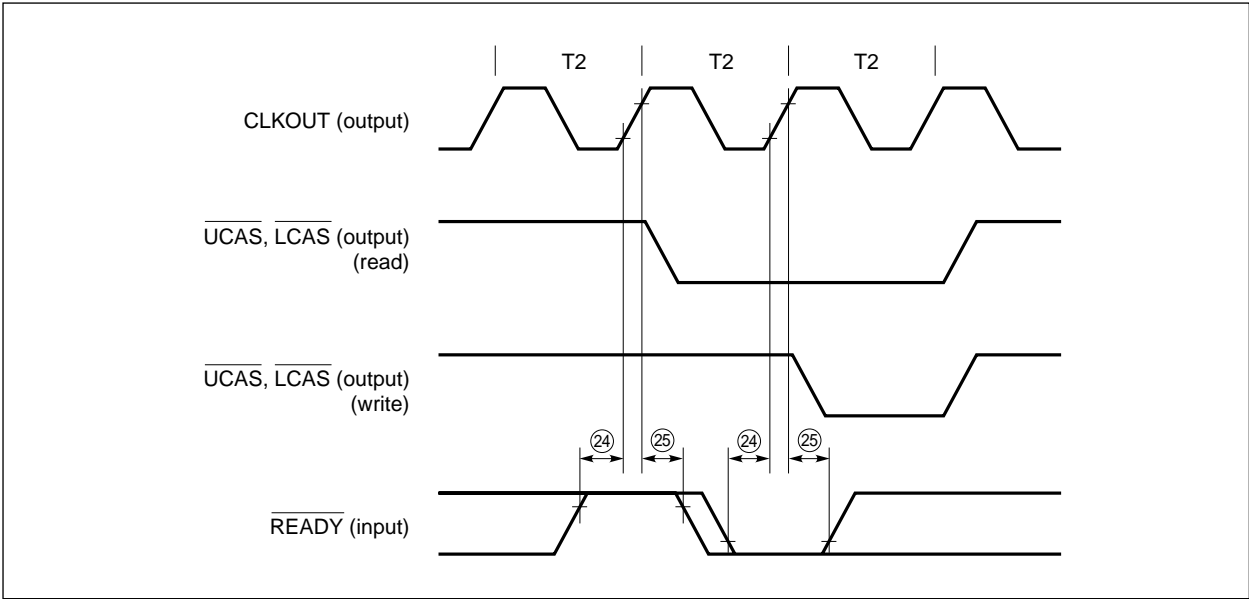 T2 T2 T2
CLKOUT (output)
UCAS, LCAS (output)
(read)
UCAS, LCAS (output)
(write)
24 25 24 25
READY (input)